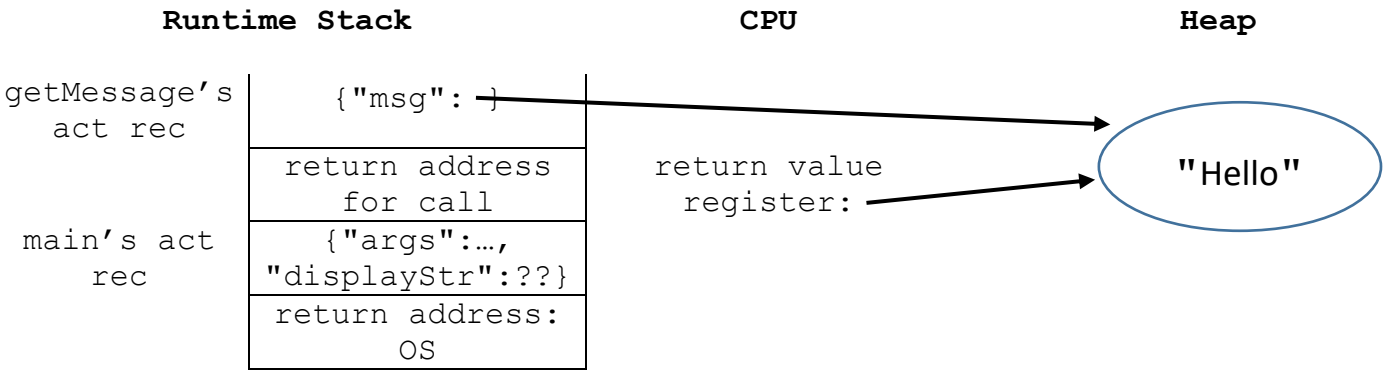 Runtime Stack CPU Heap
getMessage’s
act rec
{"msg": }
return address
for call
return value
register:
"Hello"
main’s act
rec
{"args":…,
"displayStr":??}
return address:
OS